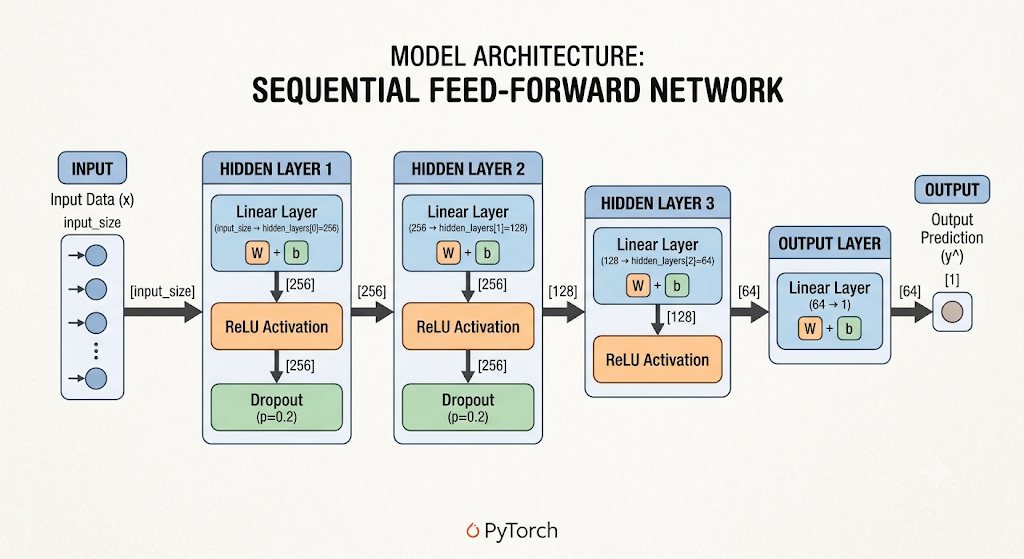 MODEL ARCHITECTURE:
SEQUENTIAL FEED-FORWARD NETWORK
INPUT
Input Data (x)
input_size
[input_size]
HIDDEN LAYER 1
Linear Layer
(input_size → hidden_layers[0]=256)
W + b
[256]
ReLU Activation
[256]
Dropout
(p=0.2)
[256]
HIDDEN LAYER 2
Linear Layer
(256 → hidden_layers[1]=128)
W + b
[256]
ReLU Activation
[256]
Dropout
(p=0.2)
[128]
HIDDEN LAYER 3
Linear Layer
(128 → hidden_layers[2]=64)
W + b
[128]
ReLU Activation
[64]
OUTPUT LAYER
Linear Layer
(64 → 1)
W + b
[64]
OUTPUT
Output
Prediction
(y^)
[1]
PyTorch